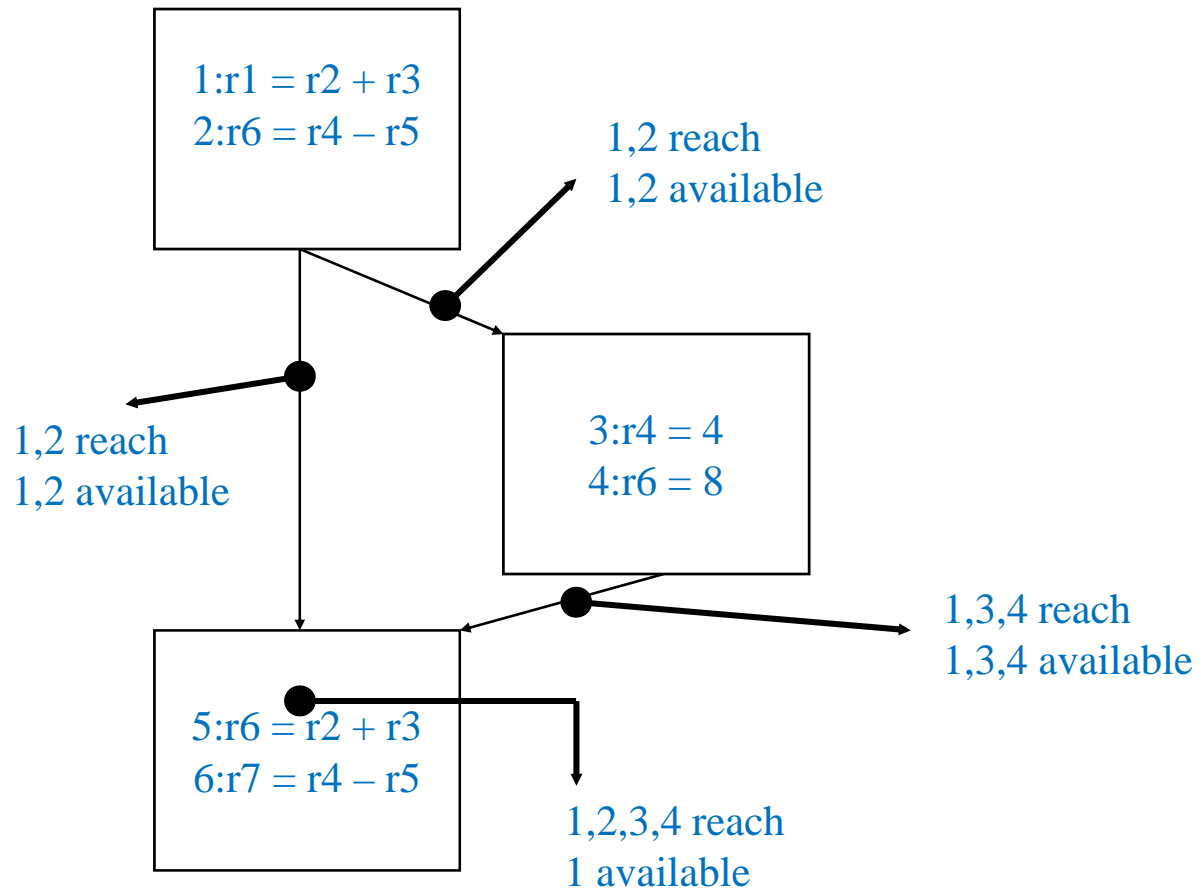 1:r1 = r2 + r3
2:r6 = r4 – r5
1,2 reach
1,2 available
1,2 reach
1,2 available
3:r4 = 4
4:r6 = 8
1,3,4 reach
1,3,4 available
5:r6 = r2 + r3
6:r7 = r4 – r5
1,2,3,4 reach
1 available